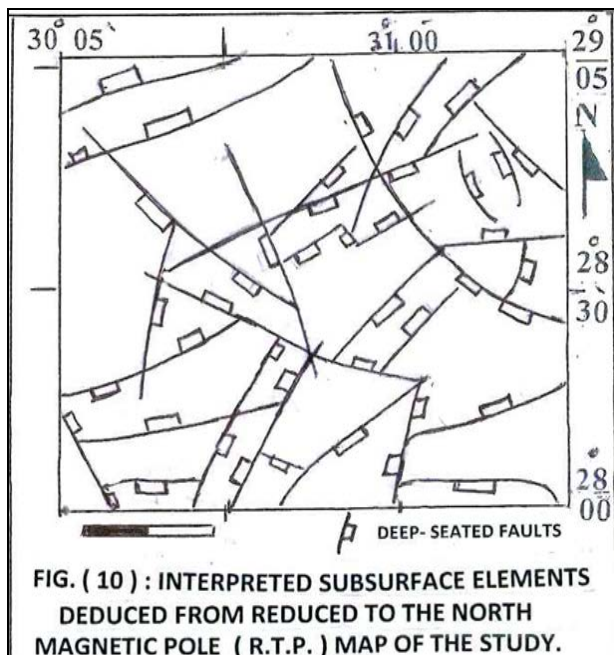 30° 05' 31° 00 29°
05
N
28°
30
28°
00
DEEP- SEATED FAULTS
FIG. ( 10 ) : INTERPRETED SUBSURFACE ELEMENTS
DEDUCED FROM REDUCED TO THE NORTH
MAGNETIC POLE ( R.T.P. ) MAP OF THE STUDY.